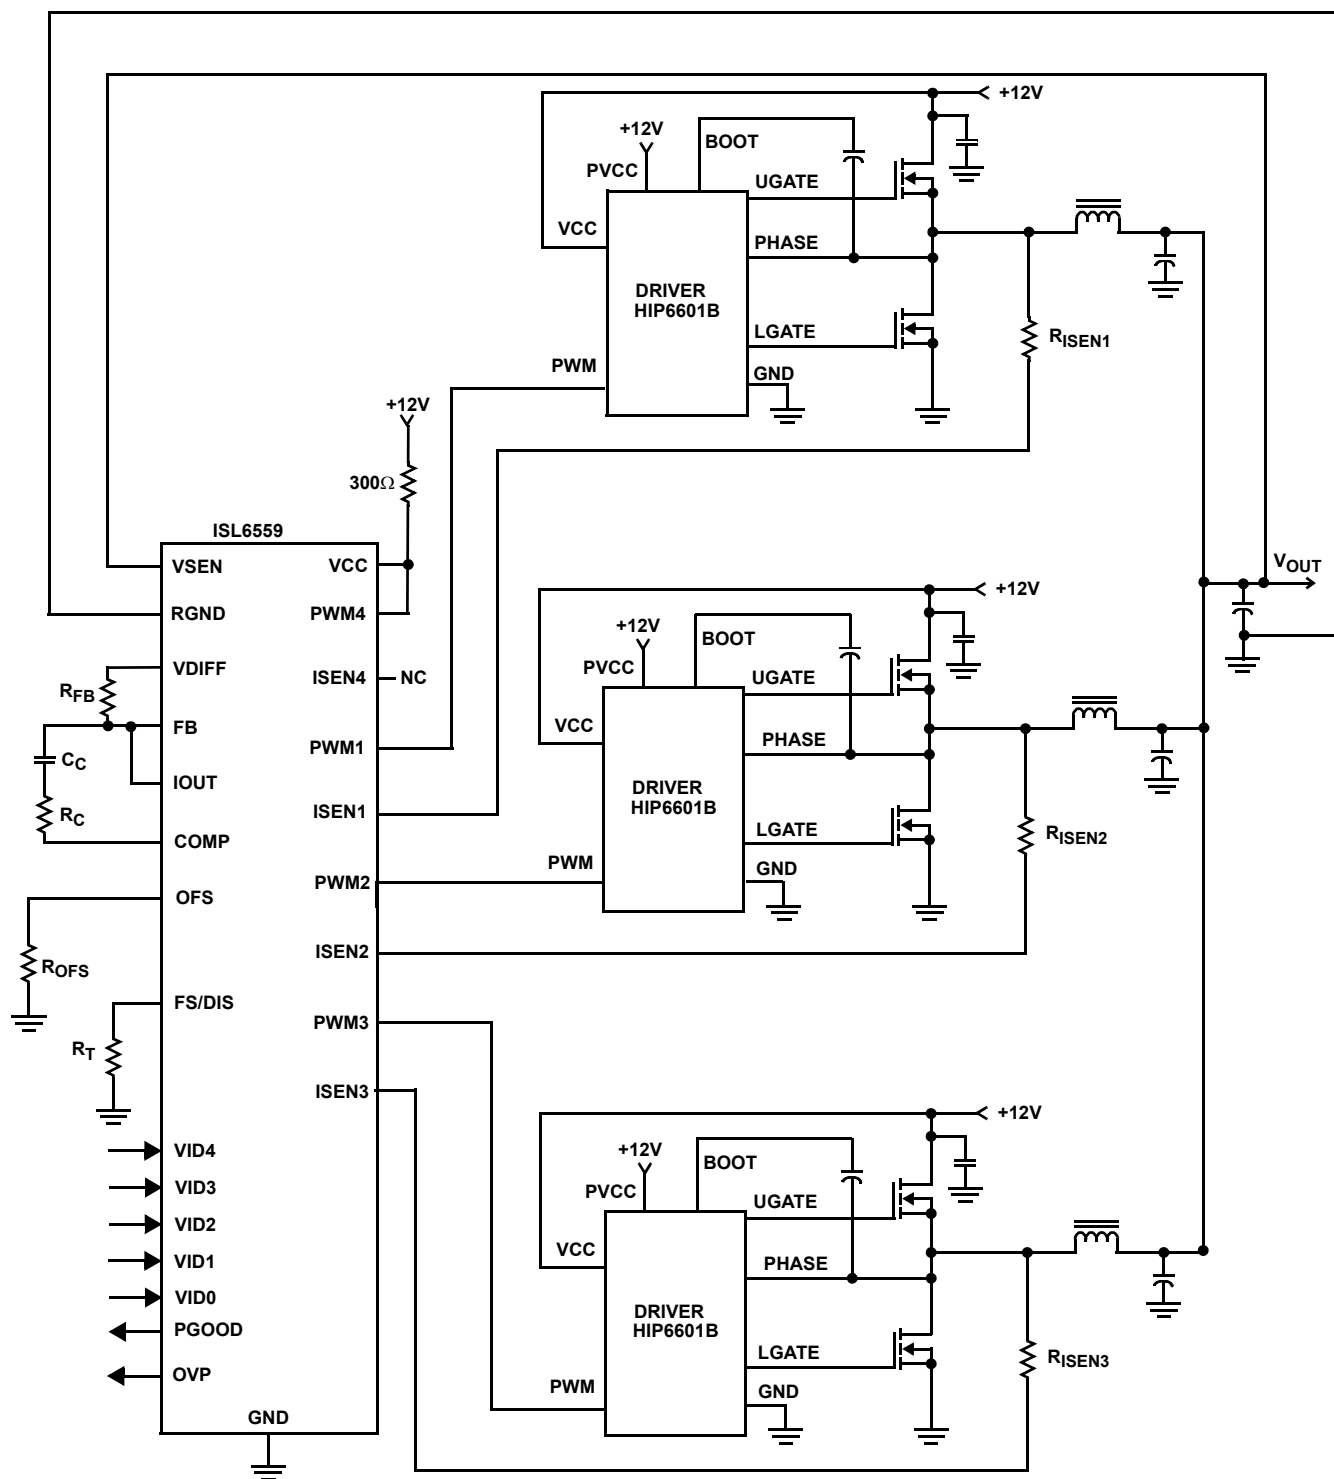 +12V
+12V
BOOT
PVCC
UGATE
VCC
PHASE
DRIVER
HIP6601B
RISEN1
LGATE
PWM
GND
+12V
300Ω
ISL6559
VSEN
VCC
VOUT
RGND
PWM4
+12V
+12V
BOOT
VDIFF
PVCC
ISEN4
NC
UGATE
RFB
FB
VCC
PWM1
PHASE
CC
IOUT
DRIVER
HIP6601B
RC
ISEN1
COMP
LGATE
RISEN2
PWM
GND
PWM2
OFS
ISEN2
ROFS
FS/DIS
PWM3
RT
ISEN3
+12V
+12V
VID4
BOOT
VID3
PVCC
UGATE
VID2
VCC
VID1
PHASE
VID0
DRIVER
HIP6601B
PGOOD
LGATE
RISEN3
OVP
PWM
GND
GND